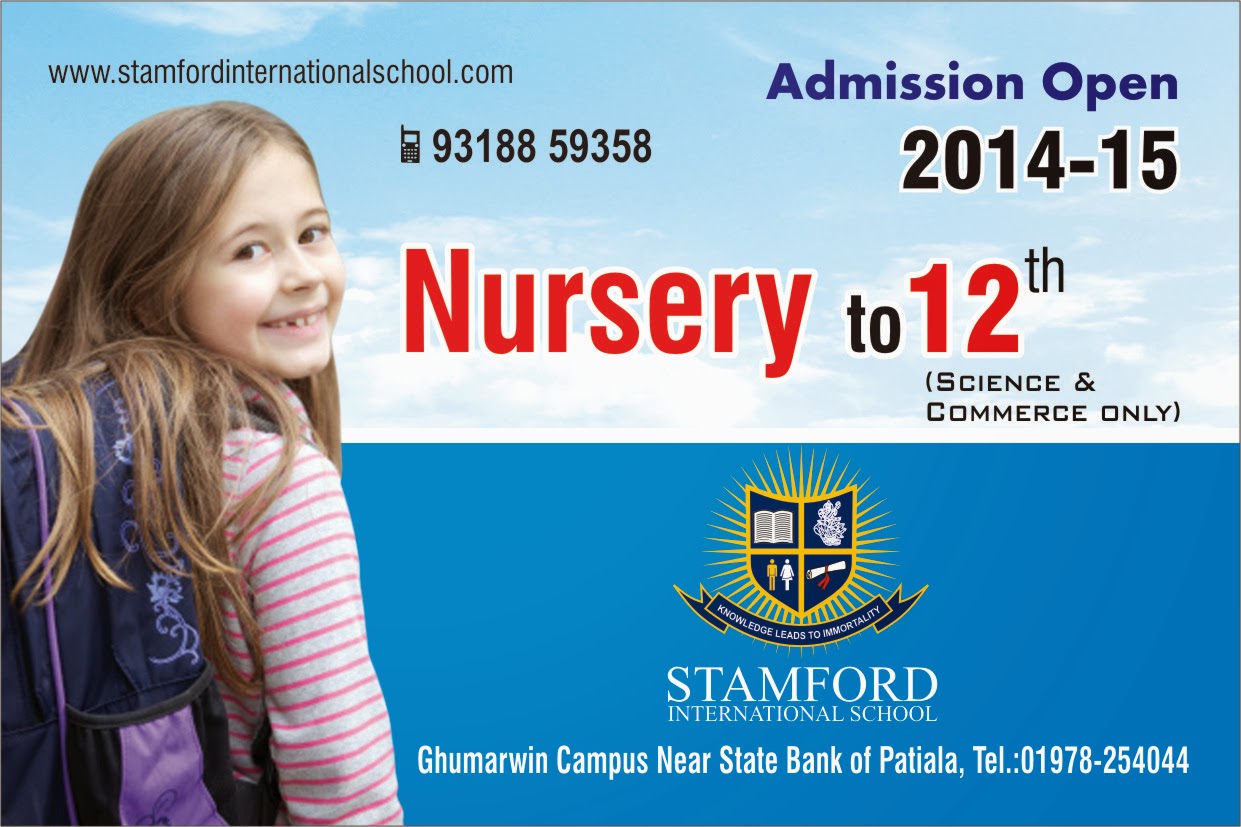 www.stamfordinternationalschool.com
Admission Open
93188 59358
2014-15
Nursery to 12th
(SCIENCE &
COMMERCE ONLY)
KNOWLEDGE LEADS TO IMMORTALITY
STAMFORD
INTERNATIONAL SCHOOL
Ghumarwin Campus Near State Bank of Patiala, Tel.:01978-254044